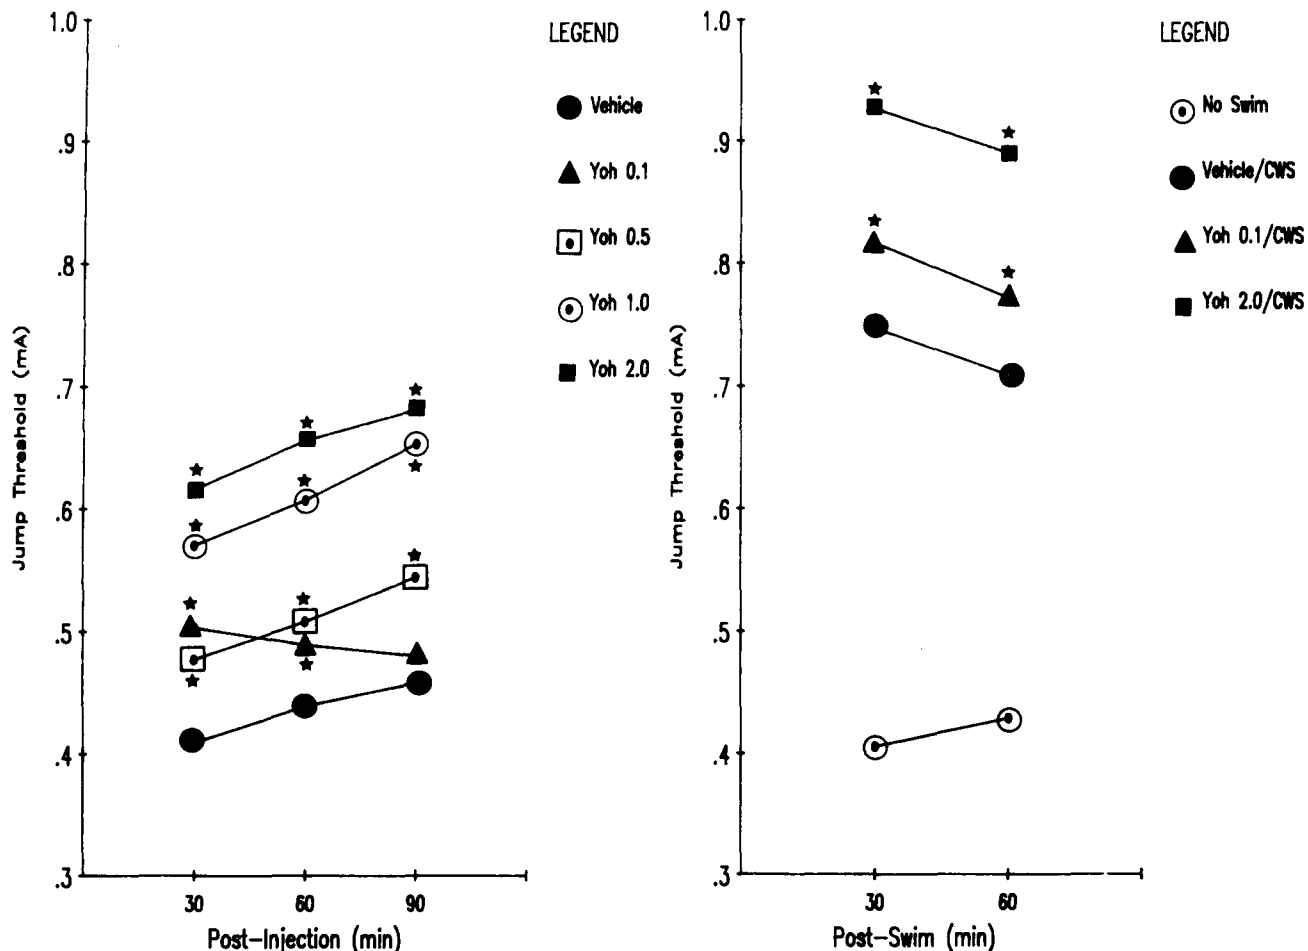 1.0
.9
.8
.7
.6
.5
.4
.3
Jump Threshold (mA)
30 60 90
Post-Injection (min)
LEGEND
Vehicle
Yoh 0.1
Yoh 0.5
Yoh 1.0
Yoh 2.0
1.0
.9
.8
.7
.6
.5
.4
.3
Jump Threshold (mA)
30 60
Post-Swim (min)
LEGEND
No Swim
Vehicle/CWS
Yoh 0.1/CWS
Yoh 2.0/CWS